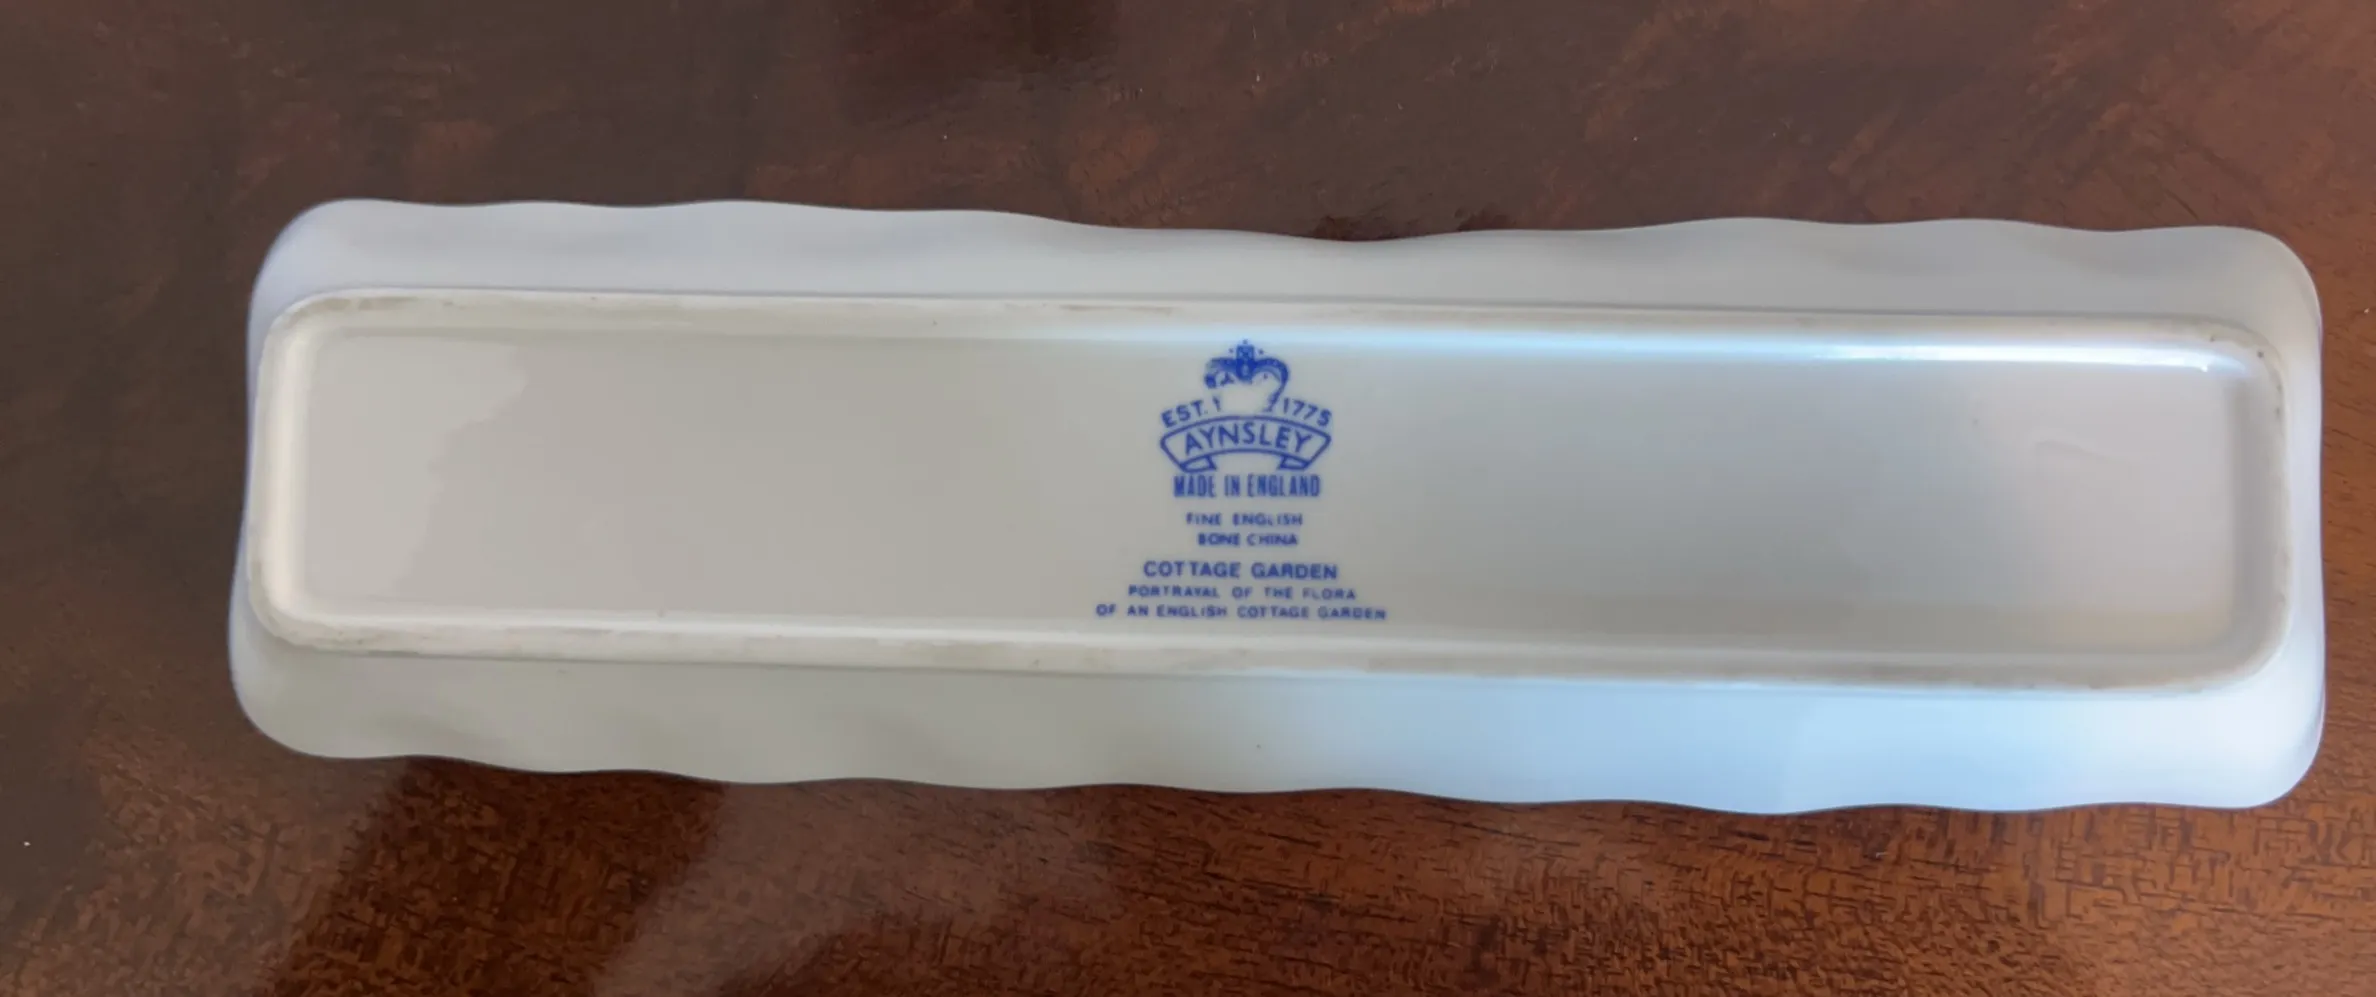 EST. 1775
AYNSLEY
MADE IN ENGLAND
FINE ENGLISH
BONE CHINA
COTTAGE GARDEN
PORTRAYAL OF THE FLORA
OF AN ENGLISH COTTAGE GARDEN